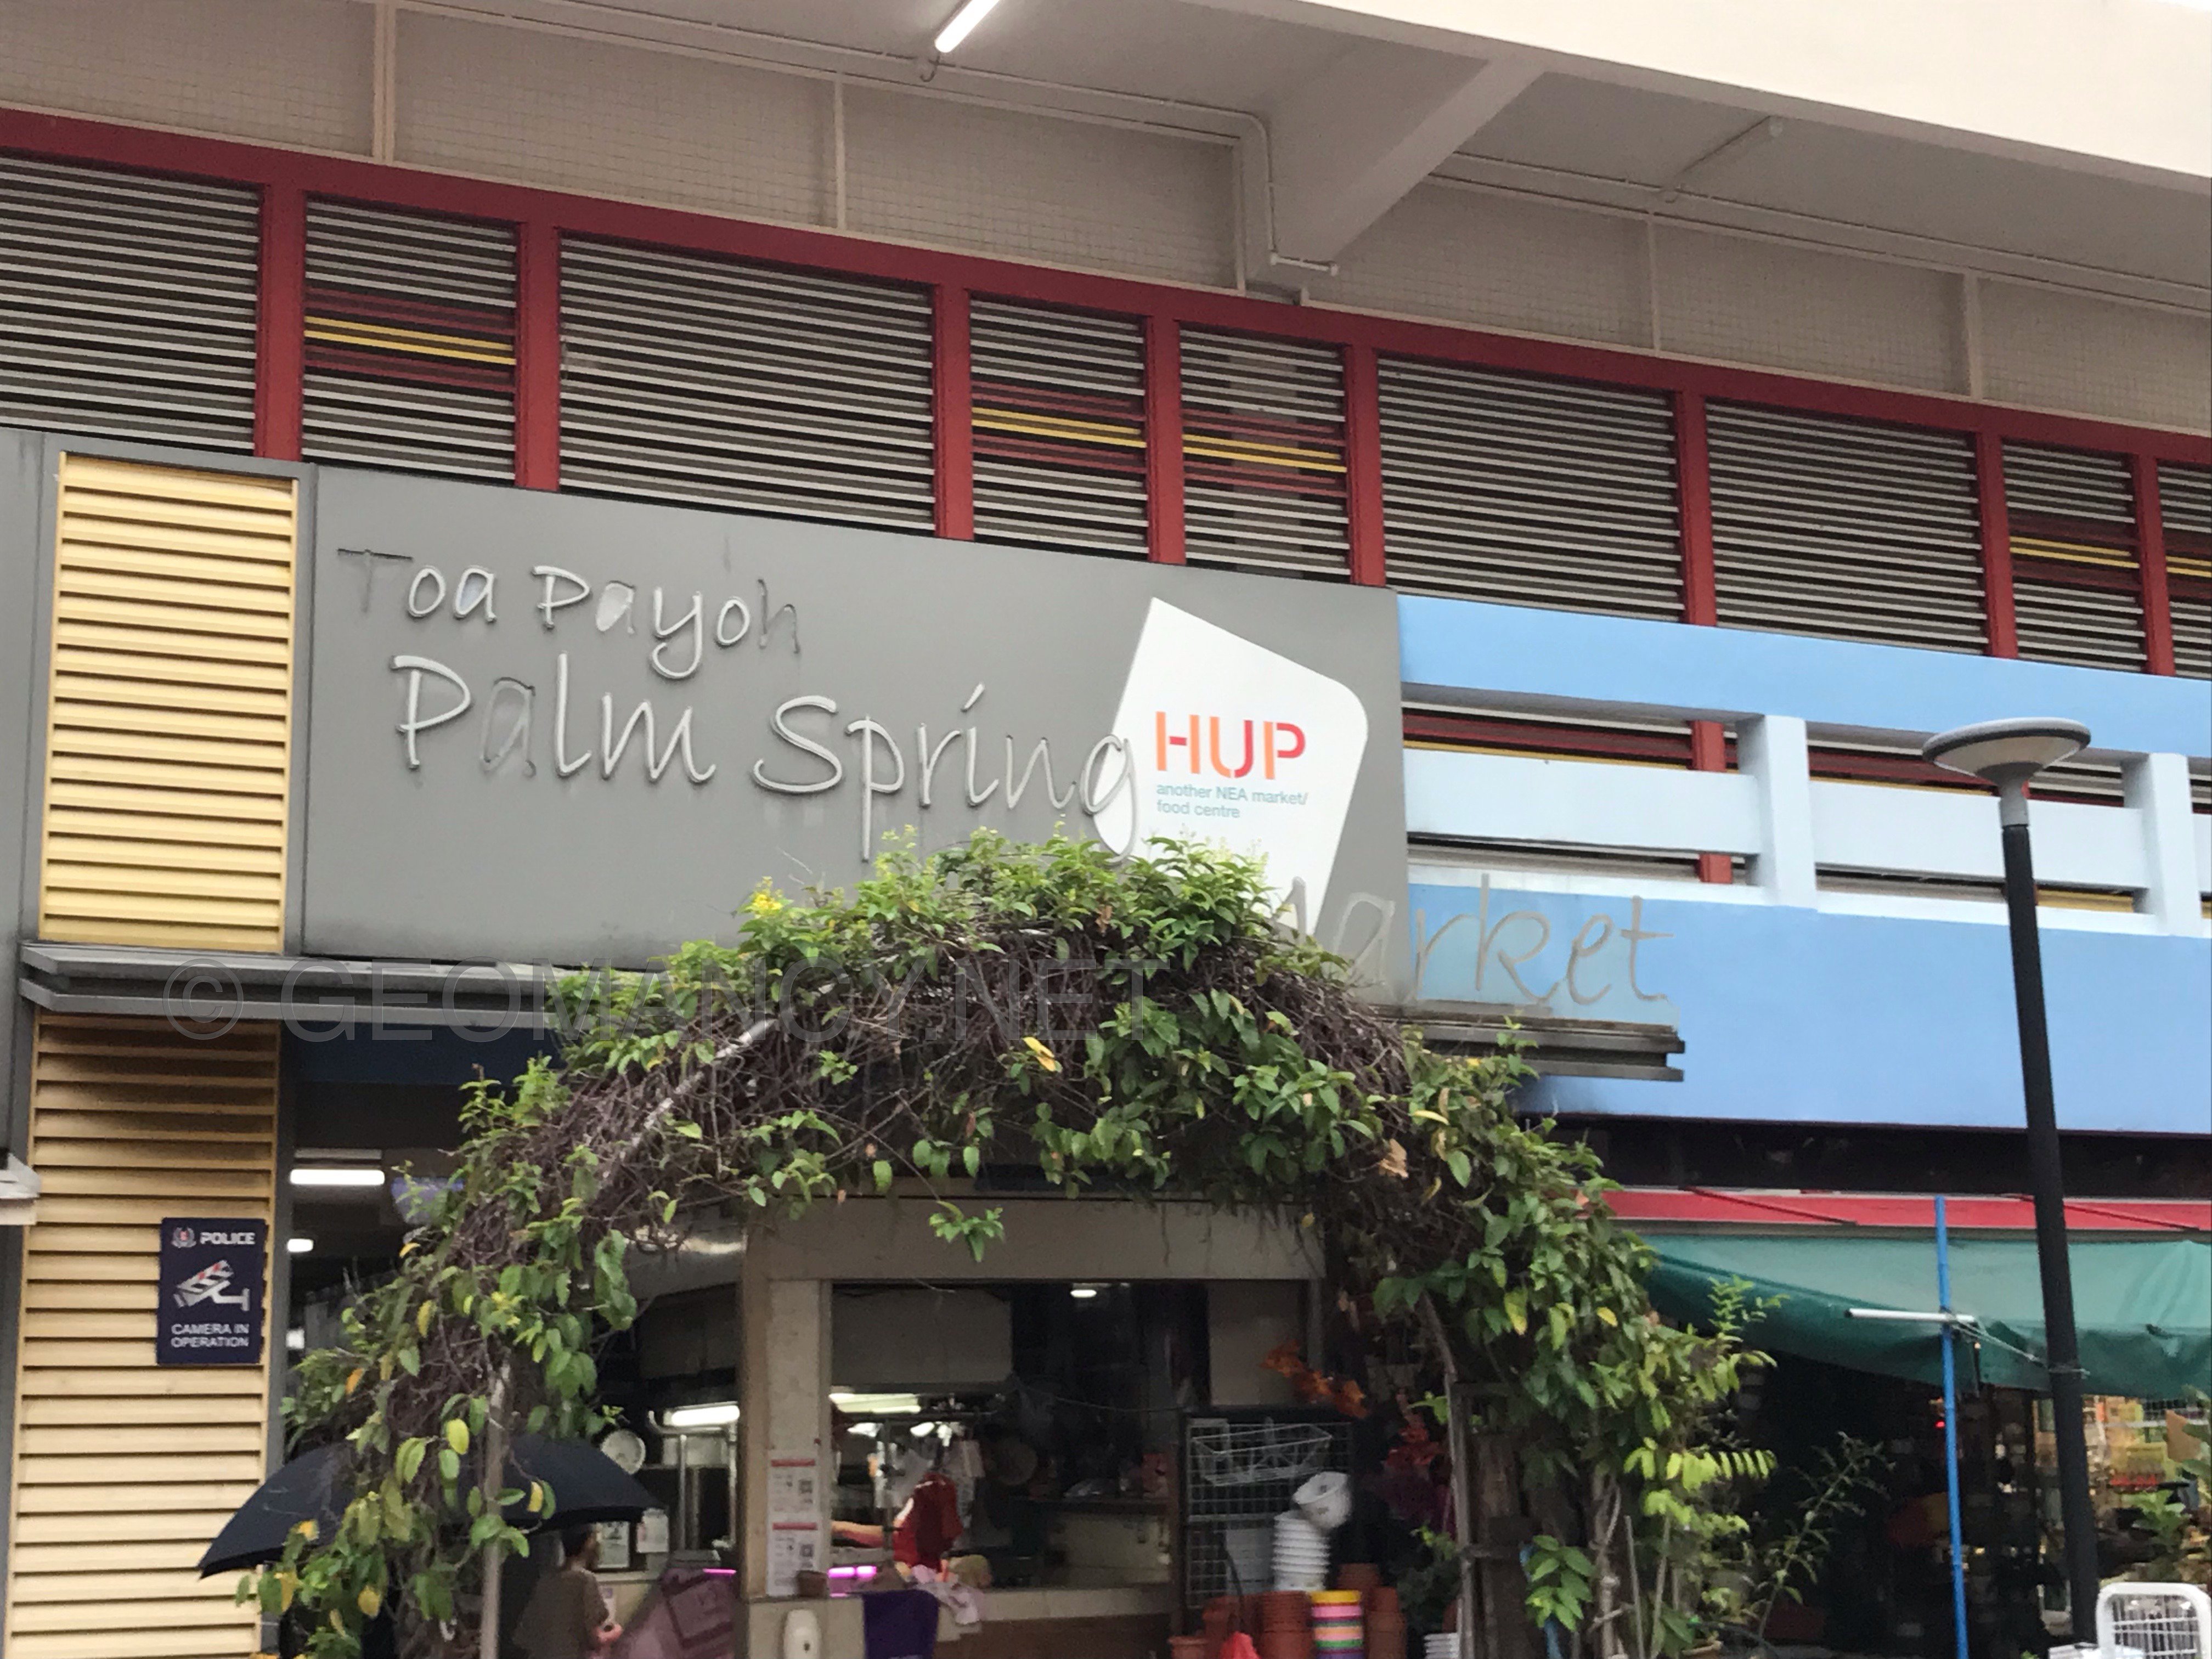 Toa Payoh
Palm Spring
HUP
another NEA market/
food centre
Market
© GEOMANCY.NET
POLICE
CAMERA IN
OPERATION